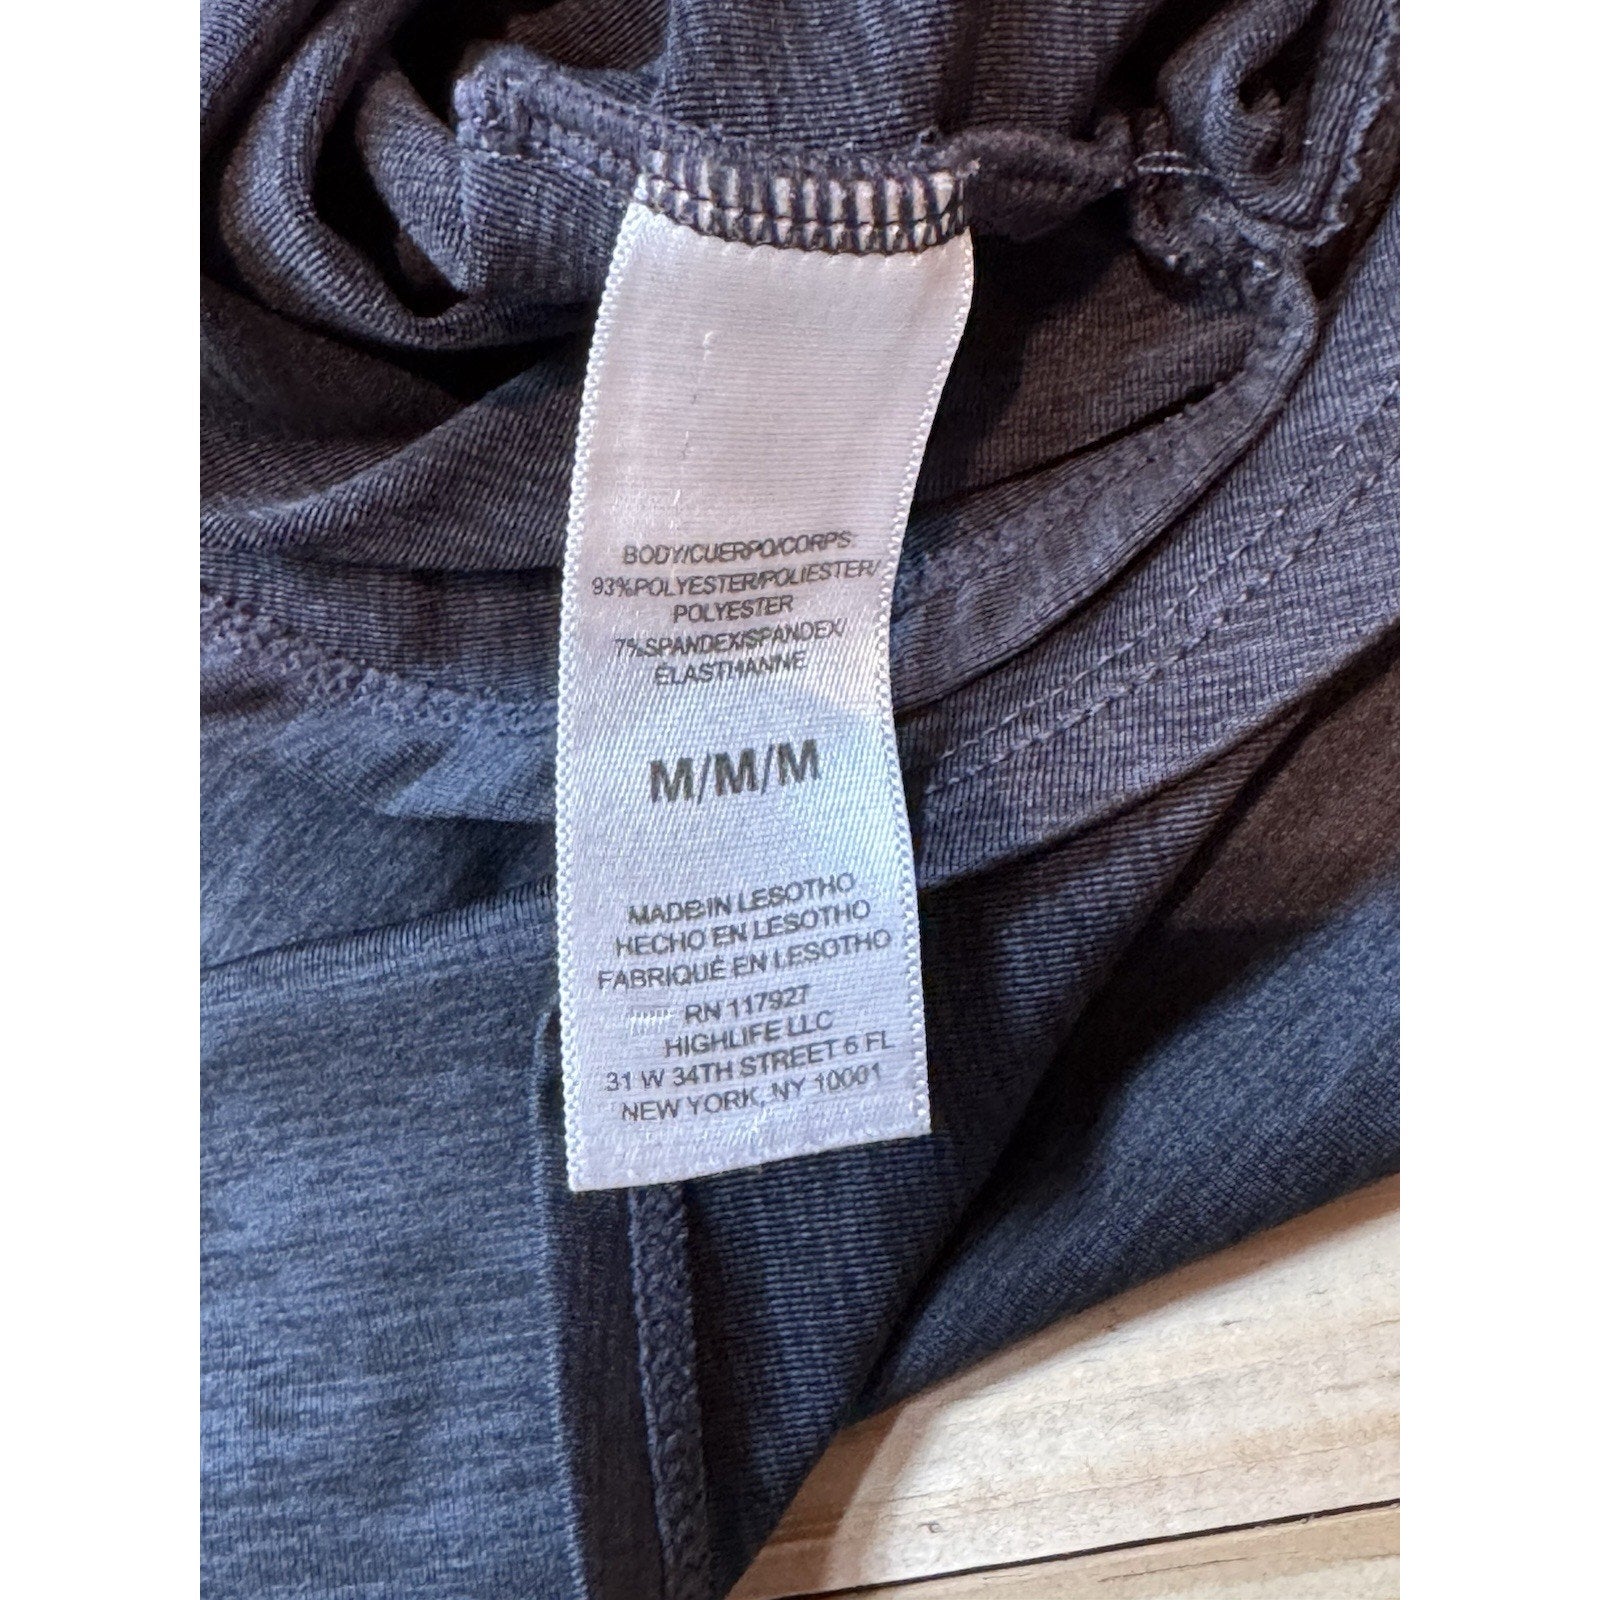 BODY/CUERPO/CORPS:
93%POLYESTER/POLIESTER/
POLYESTER
7%SPANDEX/SPANDEX/
ÉLASTHANNE
M/M/M
MADE IN LESOTHO
HECHO EN LESOTHO
FABRIQUÉ EN LESOTHO
RN 117927
HIGHLIFE LLC
31 W 34TH STREET 6 FL
NEW YORK, NY 10001